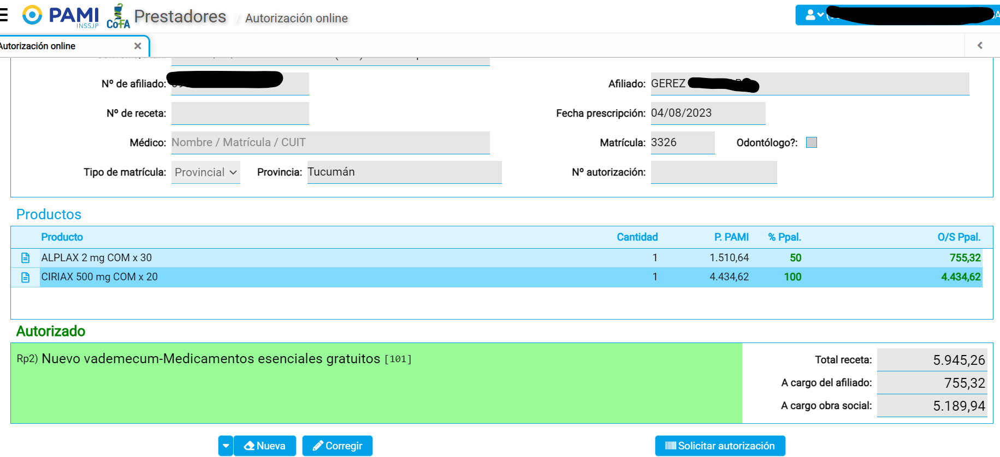 PAMI
INSSJP
CoFA
Prestadores / Autorización online
Autorización online
Nº de afiliado:
Afiliado: GEREZ
Nº de receta:
Fecha prescripción: 04/08/2023
Médico: Nombre / Matrícula / CUIT
Matrícula: 3326 Odontólogo?:
Tipo de matrícula: Provincial Provincia: Tucumán
Nº autorización:
Productos
Producto Cantidad P. PAMI % Ppal. O/S Ppal.
ALPLAX 2 mg COM x 30 1 1.510,64 50 755,32
CIRIAX 500 mg COM x 20 1 4.434,62 100 4.434,62
Autorizado
Rp2) Nuevo vademecum-Medicamentos esenciales gratuitos [101]
Total receta: 5.945,26
A cargo del afiliado: 755,32
A cargo obra social: 5.189,94
Nueva Corregir Solicitar autorización